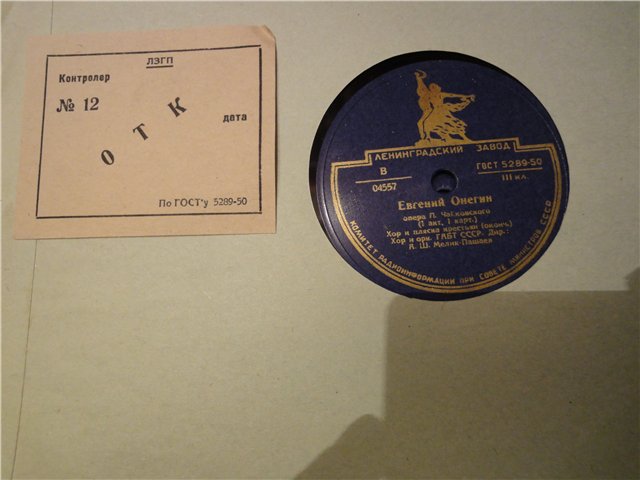 ЛЗГП
Контролер
№ 12
ОТК
дата
По ГОСТ'у 5289-50
ЛЕНИНГРАДСКИЙ ЗАВОД
В
04557
ГОСТ 5289-50
III кл.
Евгений Онегин
опера П. Чайковского
(1 акт, 1 карт.)
Хор и пляска крестьян (оконч.)
Хор и орк. ГАБТ СССР. Дир.:
А. Ш. Мелик-Пашаев
КОМИТЕТ РАДИОИНФОРМАЦИИ ПРИ СОВЕТЕ МИНИСТРОВ СССР